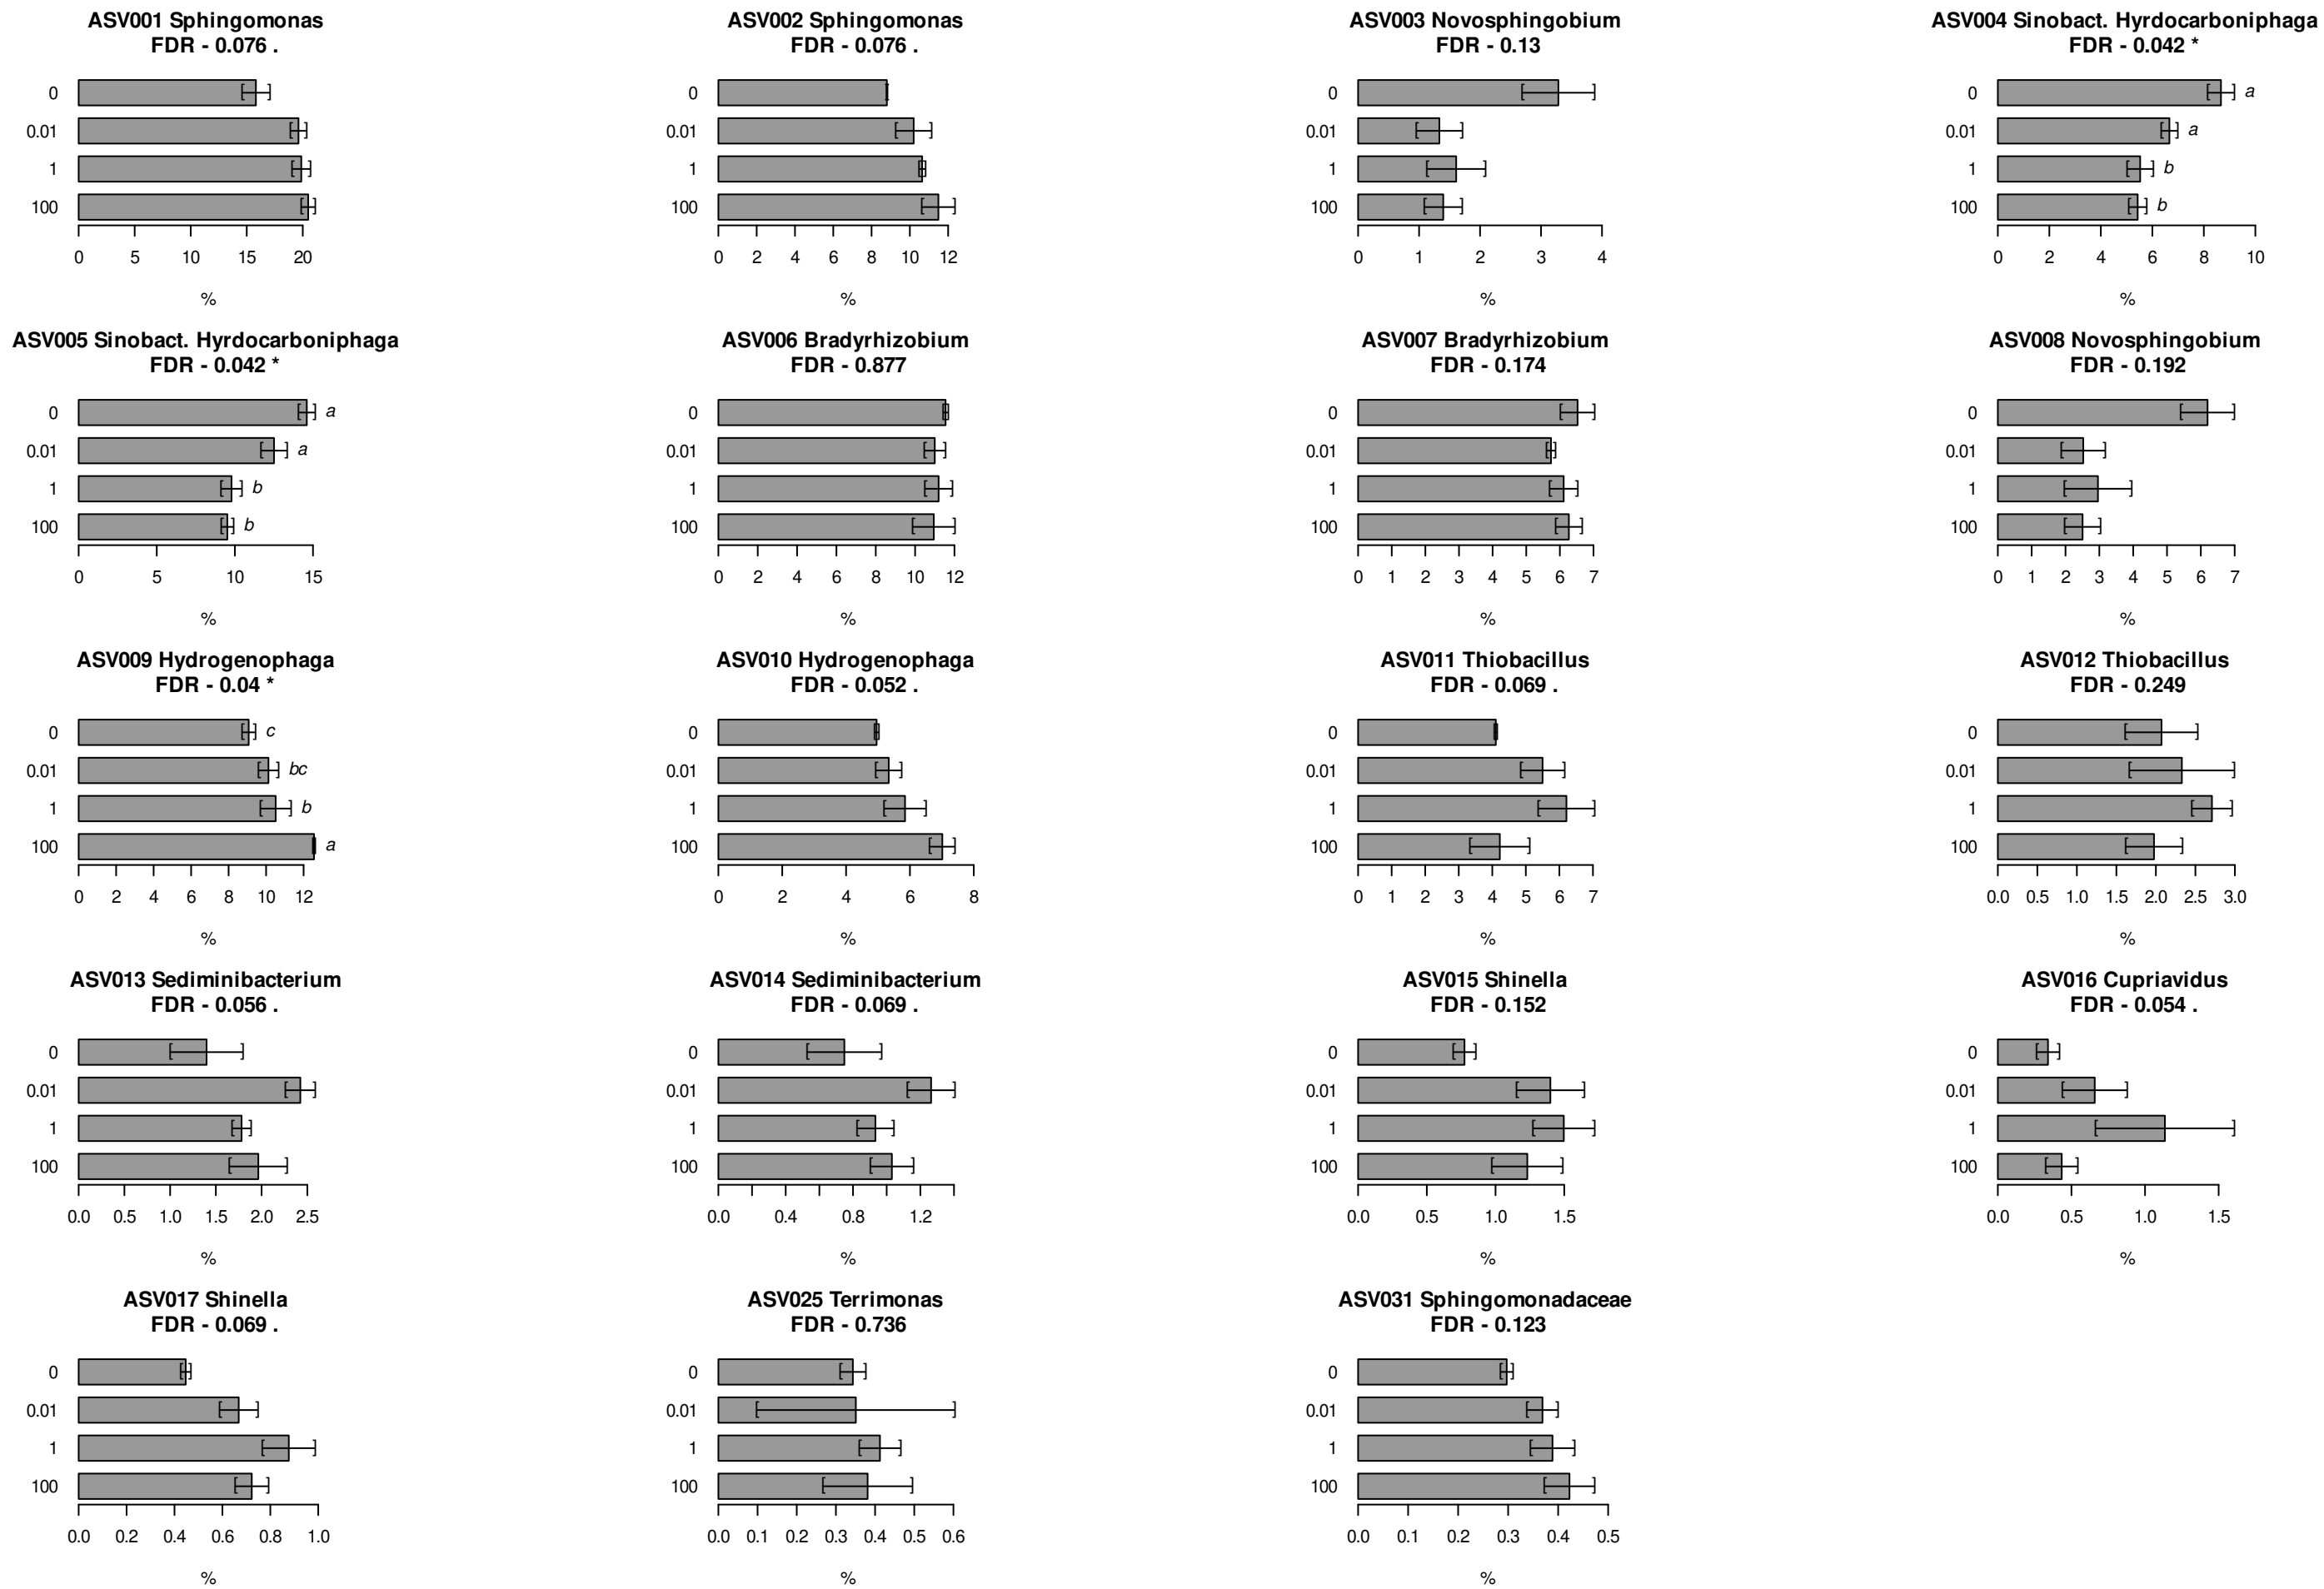 ASV001 Sphingomonas
FDR - 0.076 .
0
0.01
1
100
0 5 10 15 20
%
ASV002 Sphingomonas
FDR - 0.076 .
0
0.01
1
100
0 2 4 6 8 10 12
%
ASV003 Novosphingobium
FDR - 0.13
0
0.01
1
100
0 1 2 3 4
%
ASV004 Sinobact. Hyrdocarboniphaga
FDR - 0.042 *
0 a
0.01 a
1 b
100 b
0 2 4 6 8 10
%
ASV005 Sinobact. Hyrdocarboniphaga
FDR - 0.042 *
0 a
0.01 a
1 b
100 b
0 5 10 15
%
ASV006 Bradyrhizobium
FDR - 0.877
0
0.01
1
100
0 2 4 6 8 10 12
%
ASV007 Bradyrhizobium
FDR - 0.174
0
0.01
1
100
0 1 2 3 4 5 6 7
%
ASV008 Novosphingobium
FDR - 0.192
0
0.01
1
100
0 1 2 3 4 5 6 7
%
ASV009 Hydrogenophaga
FDR - 0.04 *
0 c
0.01 bc
1 b
100 a
0 2 4 6 8 10 12
%
ASV010 Hydrogenophaga
FDR - 0.052 .
0
0.01
1
100
0 2 4 6 8
%
ASV011 Thiobacillus
FDR - 0.069 .
0
0.01
1
100
0 1 2 3 4 5 6 7
%
ASV012 Thiobacillus
FDR - 0.249
0
0.01
1
100
0.0 0.5 1.0 1.5 2.0 2.5 3.0
%
ASV013 Sediminibacterium
FDR - 0.056 .
0
0.01
1
100
0.0 0.5 1.0 1.5 2.0 2.5
%
ASV014 Sediminibacterium
FDR - 0.069 .
0
0.01
1
100
0.0 0.4 0.8 1.2
%
ASV015 Shinella
FDR - 0.152
0
0.01
1
100
0.0 0.5 1.0 1.5
%
ASV016 Cupriavidus
FDR - 0.054 .
0
0.01
1
100
0.0 0.5 1.0 1.5
%
ASV017 Shinella
FDR - 0.069 .
0
0.01
1
100
0.0 0.2 0.4 0.6 0.8 1.0
%
ASV025 Terrimonas
FDR - 0.736
0
0.01
1
100
0.0 0.1 0.2 0.3 0.4 0.5 0.6
%
ASV031 Sphingomonadaceae
FDR - 0.123
0
0.01
1
100
0.0 0.1 0.2 0.3 0.4 0.5
%